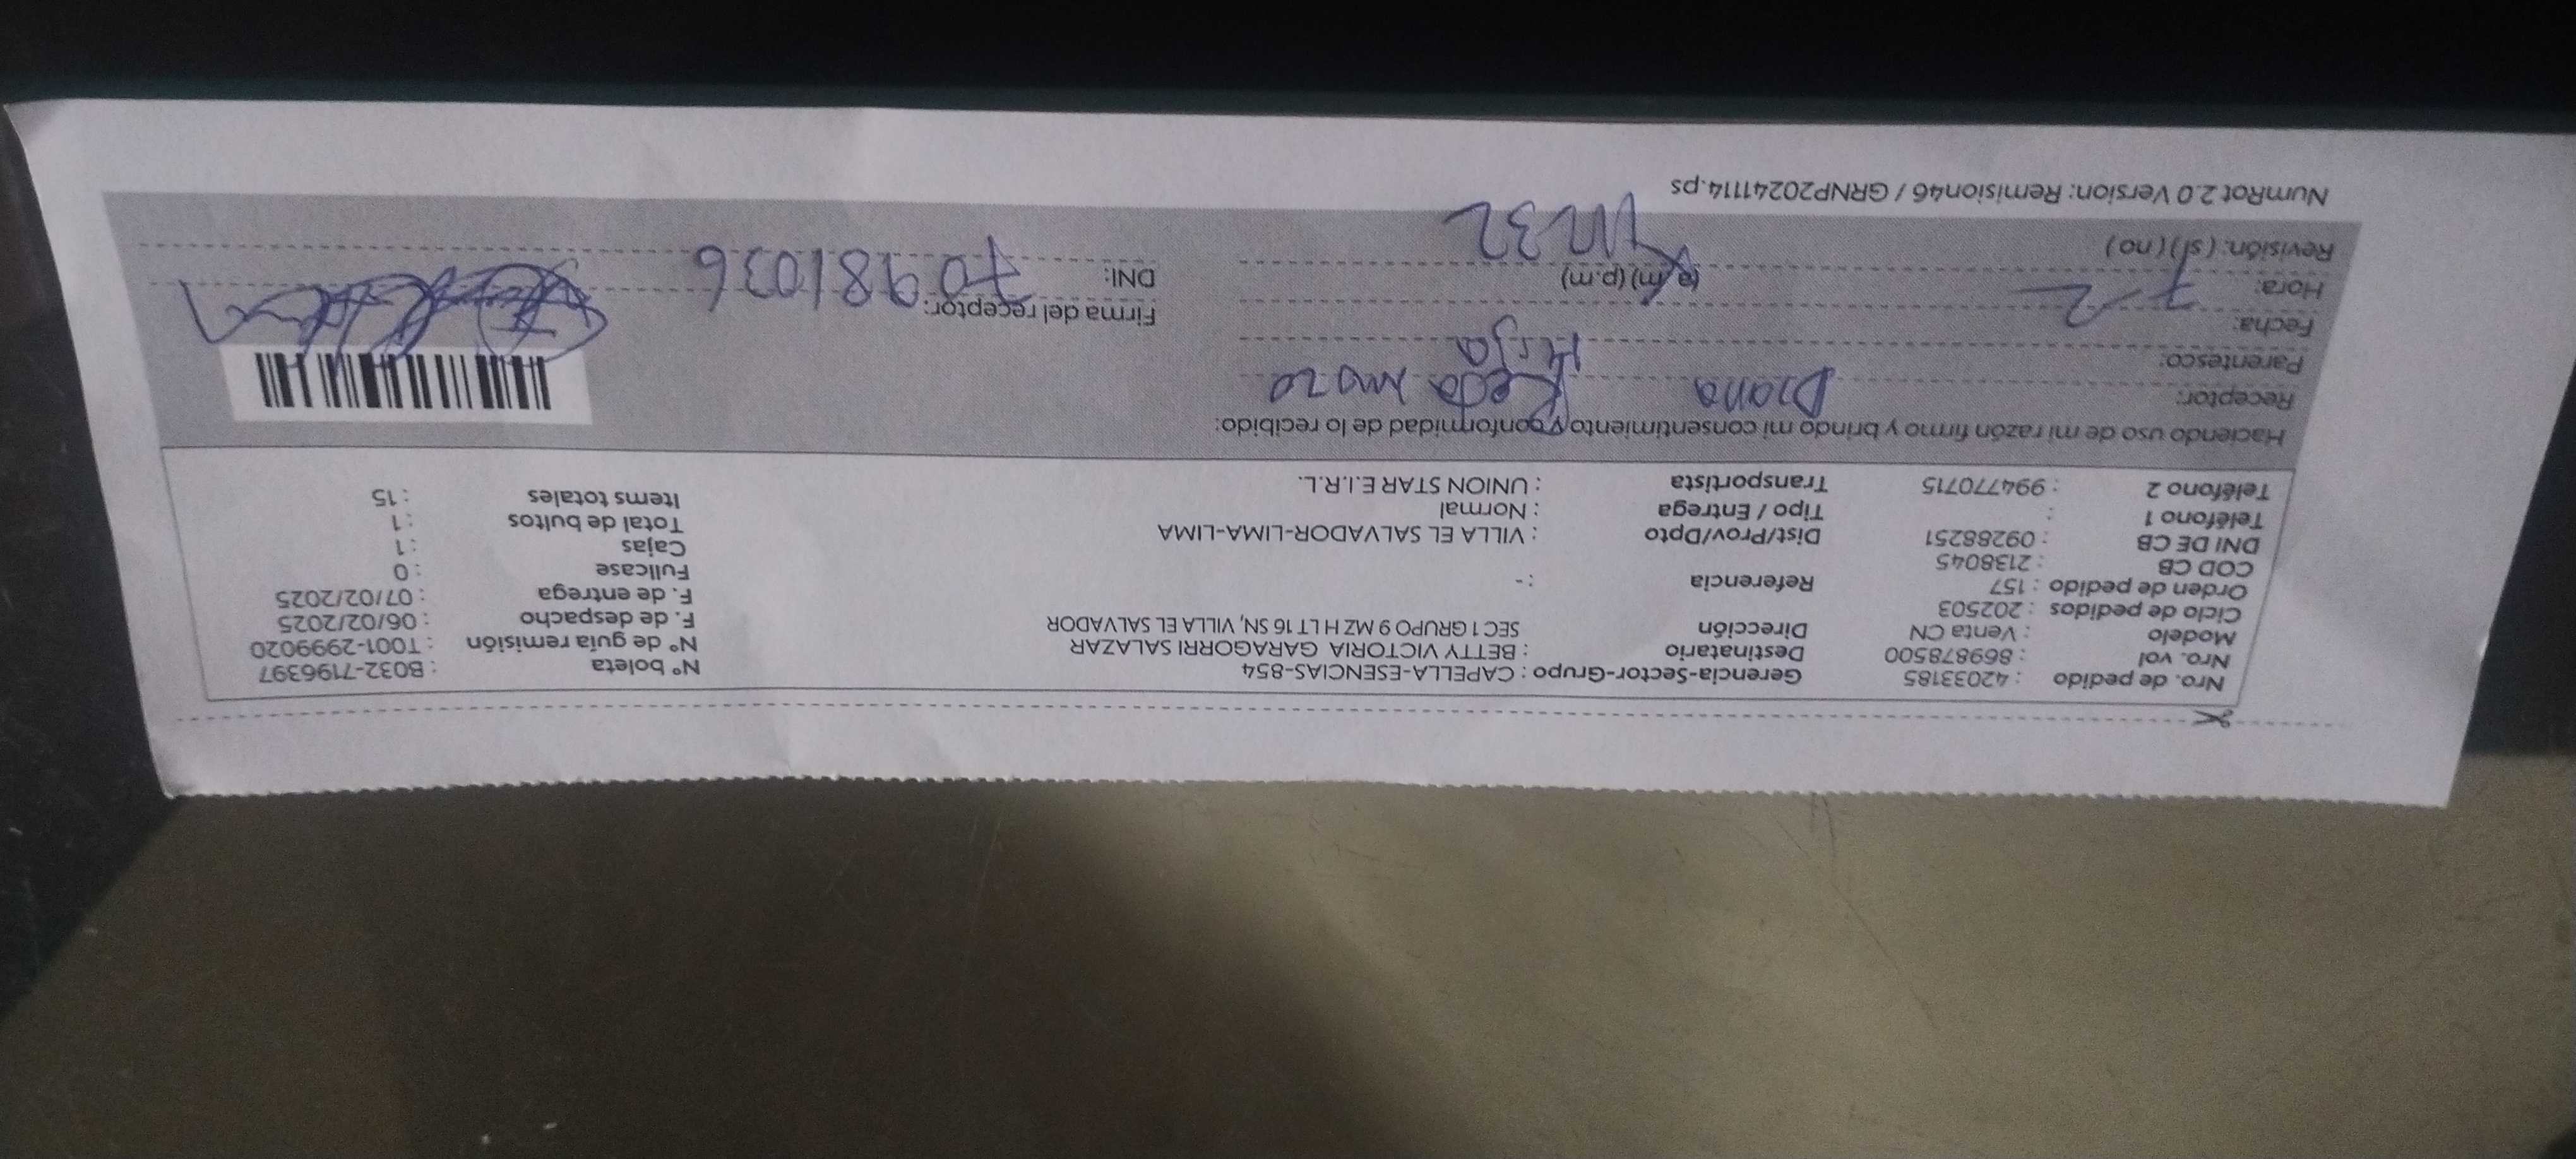 Nro. de pedido : 42033185 Gerencia-Sector-Grupo : CAPELLA-ESENCIAS-854 N° boleta : B032-7196397
Nro. vol : 869878500 Destinatario : BETTY VICTORIA GARAGORRI SALAZAR N° de guía remisión : T001-2999020
Modelo : Venta CN Dirección SEC 1 GRUPO 9 MZ H LT 16 SN, VILLA EL SALVADOR F. de despacho : 06/02/2025
Ciclo de pedidos : 202503 F. de entrega : 07/02/2025
Orden de pedido : 157 Referencia : - Fullcase : 0
COD CB : 2138045 Cajas : 1
DNI DE CB : 09288251 Dist/Prov/Dpto : VILLA EL SALVADOR-LIMA-LIMA Total de bultos : 1
Teléfono 1 : Tipo / Entrega : Normal Items totales : 15
Teléfono 2 : 994770715 Transportista : UNION STAR E.I.R.L.
Haciendo uso de mi razón firmo y brindo mi consentimiento y conformidad de lo recibido:
Receptor: Diana
Parentesco: Hija
Fecha: 7-2 Firma del receptor:
Hora: (a.m) (p.m) DNI: 70981036
Revisión: (sí) (no) 32
NumRot 2.0 Version: Remision46 / GRNP20241114.ps